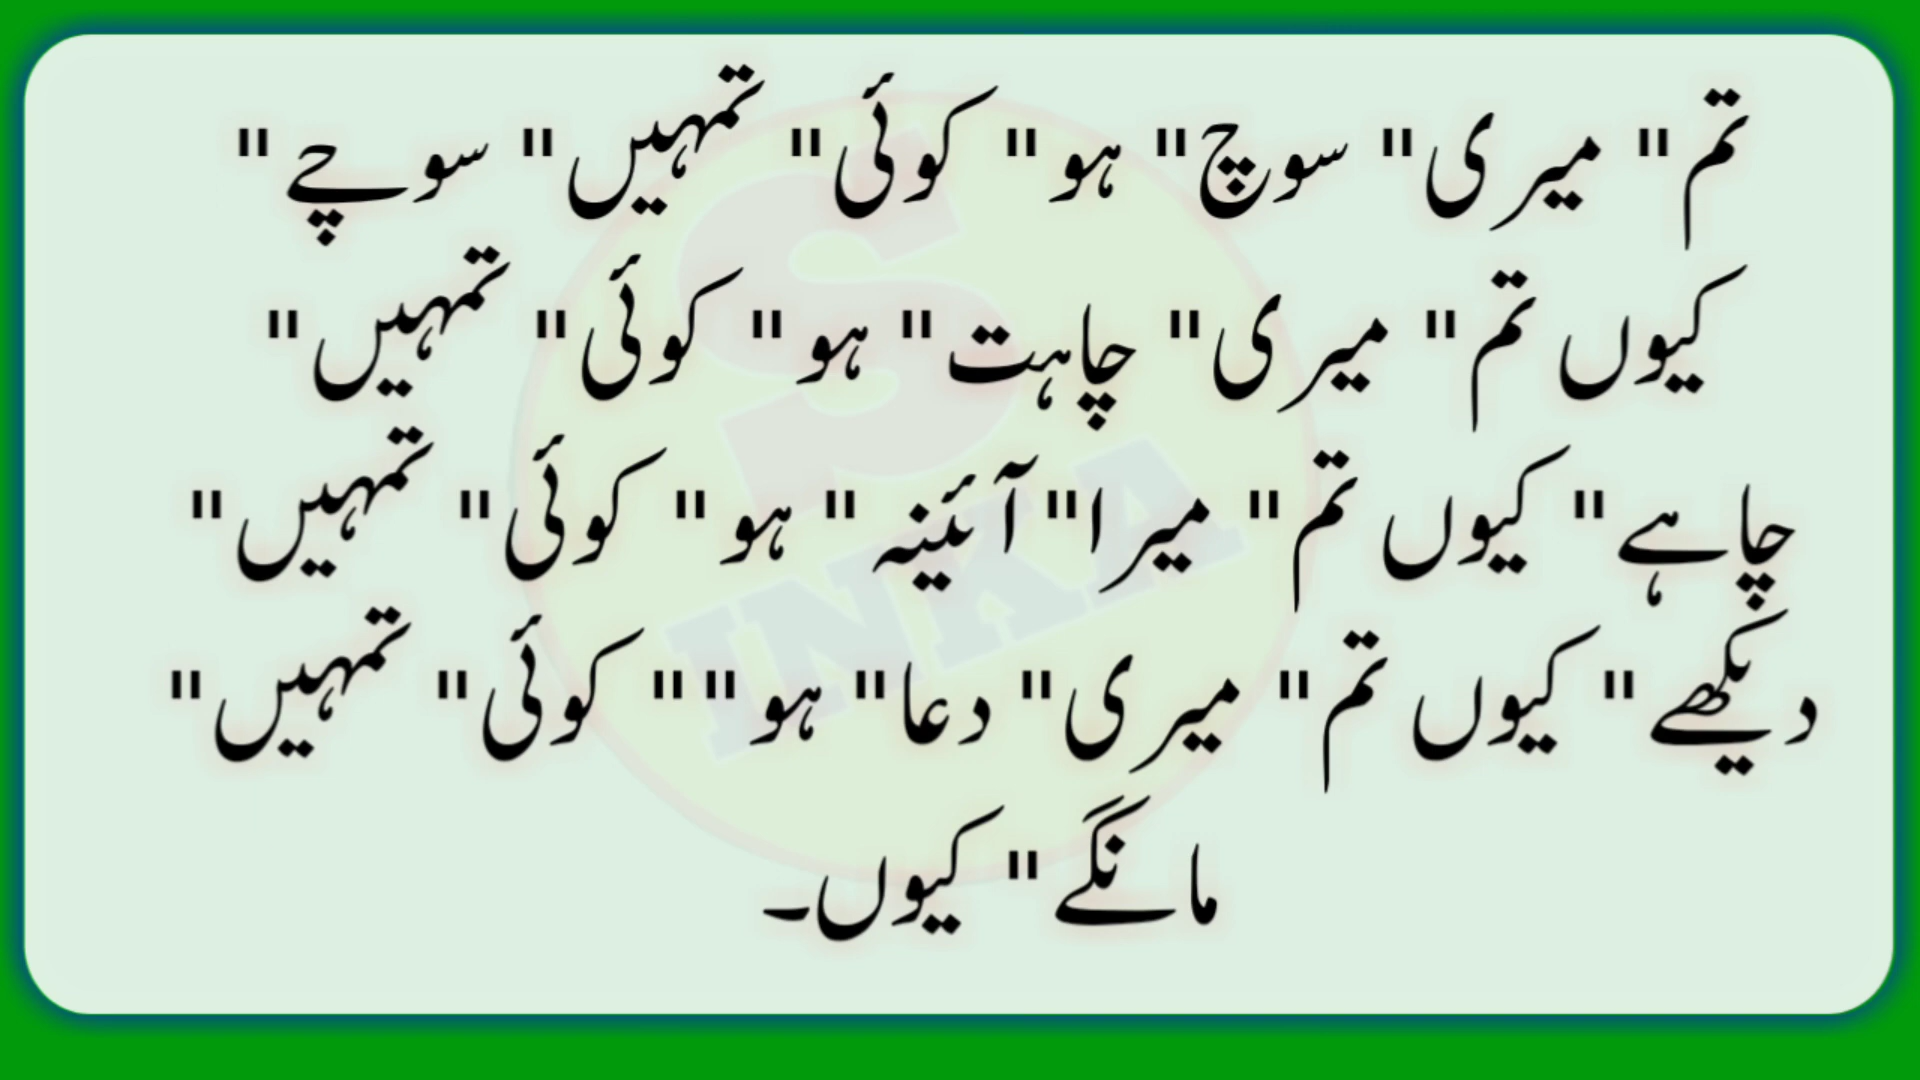 تم" میری" سوچ" ہو" کوئی" تمہیں" سوچے"
کیوں تم" میری" چاہت" ہو" کوئی" تمہیں"
چاہے" کیوں تم" میرا" آئینہ" ہو" کوئی" تمہیں"
دیکھے" کیوں تم" میری" دعا" ہو"" کوئی" تمہیں"
مانگے" کیوں۔
S
INKA